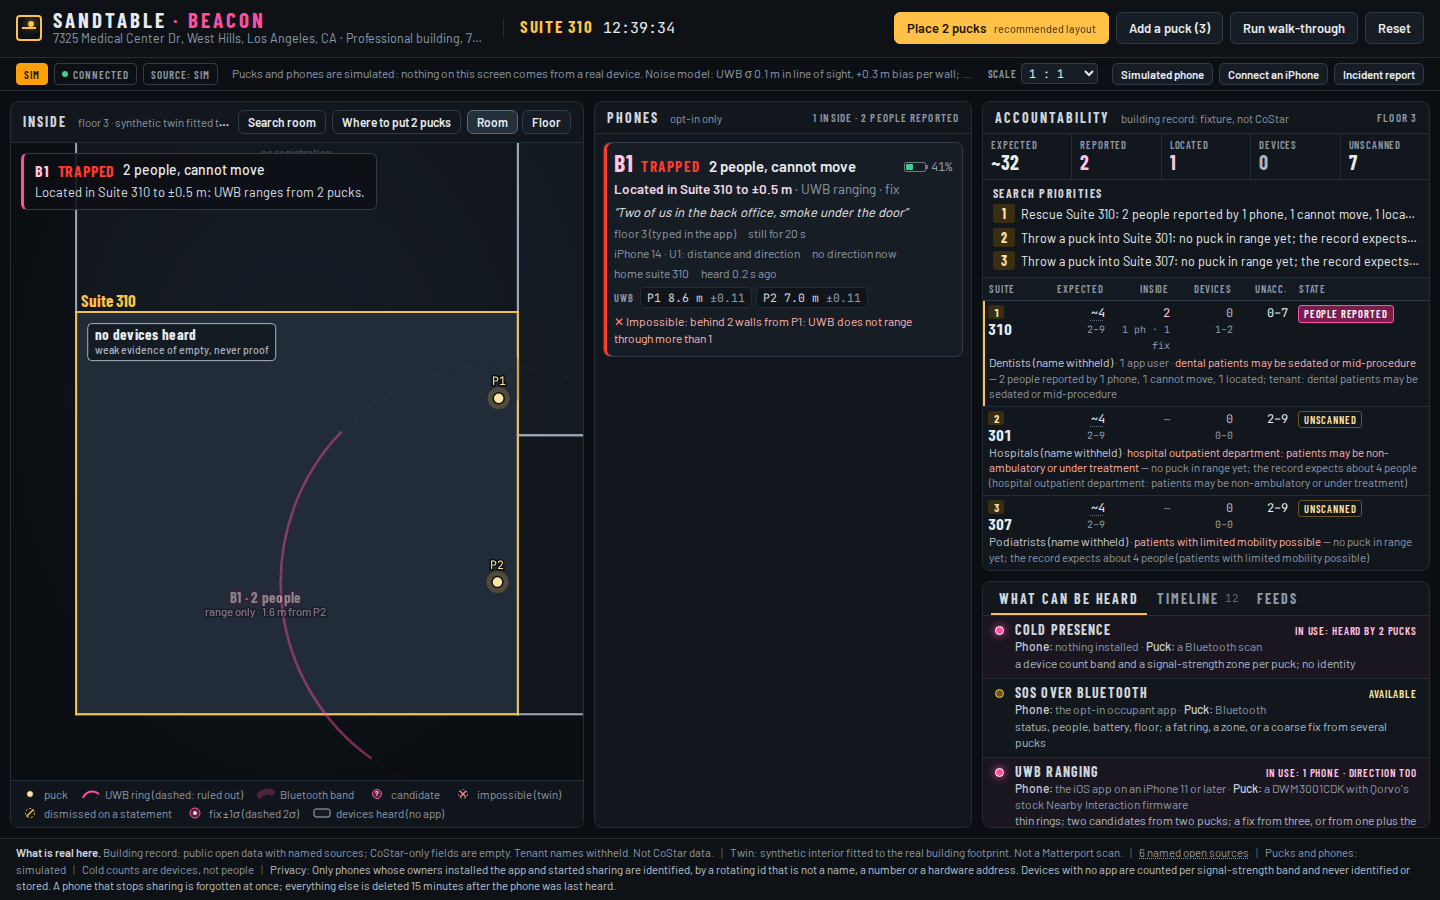 SANDTABLE · BEACON
7325 Medical Center Dr, West Hills, Los Angeles, CA · Professional building, 7...
SUITE 310 12:39:34
Place 2 pucks recommended layout
Add a puck (3)
Run walk-through
Reset
SIM
CONNECTED
SOURCE: SIM
Pucks and phones are simulated: nothing on this screen comes from a real device. Noise model: UWB σ 0.1 m in line of sight, +0.3 m bias per wall; ...
SCALE 1 : 1
Simulated phone
Connect an iPhone
Incident report
INSIDE floor 3 · synthetic twin fitted t...
Search room
Where to put 2 pucks
Room
Floor
no registration
B1 TRAPPED 2 people, cannot move
Located in Suite 310 to ±0.5 m: UWB ranges from 2 pucks.
Suite 310
no devices heard
weak evidence of empty, never proof
P1
P2
B1 · 2 people
range only · 1.6 m from P2
puck
UWB ring (dashed: ruled out)
Bluetooth band
candidate
impossible (twin)
dismissed on a statement
fix ±1σ (dashed 2σ)
devices heard (no app)
PHONES opt-in only
1 INSIDE · 2 PEOPLE REPORTED
B1 TRAPPED 2 people, cannot move 41%
Located in Suite 310 to ±0.5 m · UWB ranging · fix
"Two of us in the back office, smoke under the door"
floor 3 (typed in the app) still for 20 s
iPhone 14 · U1: distance and direction no direction now
home suite 310 heard 0.2 s ago
UWB P1 8.6 m ±0.11 P2 7.0 m ±0.11
✕ Impossible: behind 2 walls from P1: UWB does not range
through more than 1
ACCOUNTABILITY building record: fixture, not CoStar
FLOOR 3
EXPECTED REPORTED LOCATED DEVICES UNSCANNED
~32 2 1 0 7
SEARCH PRIORITIES
1 Rescue Suite 310: 2 people reported by 1 phone, 1 cannot move, 1 loca...
2 Throw a puck into Suite 301: no puck in range yet; the record expects...
3 Throw a puck into Suite 307: no puck in range yet; the record expects...
SUITE EXPECTED INSIDE DEVICES UNACC. STATE
1 ~4 2 0 0-7 PEOPLE REPORTED
310 2-9 1 ph · 1 1-2
fix
Dentists (name withheld) · 1 app user · dental patients may be sedated or mid-procedure
— 2 people reported by 1 phone, 1 cannot move, 1 located; tenant: dental patients may be
sedated or mid-procedure
2 ~4 — 0 2-9 UNSCANNED
301 2-9 0-0
Hospitals (name withheld) · hospital outpatient department: patients may be non-
ambulatory or under treatment — no puck in range yet; the record expects about 4 people
(hospital outpatient department: patients may be non-ambulatory or under treatment)
3 ~4 — 0 2-9 UNSCANNED
307 2-9 0-0
Podiatrists (name withheld) · patients with limited mobility possible — no puck in range
yet; the record expects about 4 people (patients with limited mobility possible)
WHAT CAN BE HEARD
TIMELINE 12
FEEDS
COLD PRESENCE IN USE: HEARD BY 2 PUCKS
Phone: nothing installed · Puck: a Bluetooth scan
a device count band and a signal-strength zone per puck; no identity
SOS OVER BLUETOOTH AVAILABLE
Phone: the opt-in occupant app · Puck: Bluetooth
status, people, battery, floor; a fat ring, a zone, or a coarse fix from several
pucks
UWB RANGING IN USE: 1 PHONE · DIRECTION TOO
Phone: the iOS app on an iPhone 11 or later · Puck: a DWM3001CDK with Qorvo's
stock Nearby Interaction firmware
thin rings; two candidates from two pucks; a fix from three, or from one plus the
What is real here. Building record: public open data with named sources; CoStar-only fields are empty. Tenant names withheld. Not CoStar data. | Twin: synthetic interior fitted to the real building footprint. Not a Matterport scan. | 6 named open sources | Pucks and phones:
simulated | Cold counts are devices, not people | Privacy: Only phones whose owners installed the app and started sharing are identified, by a rotating id that is not a name, a number or a hardware address. Devices with no app are counted per signal-strength band and never identified or
stored. A phone that stops sharing is forgotten at once; everything else is deleted 15 minutes after the phone was last heard.